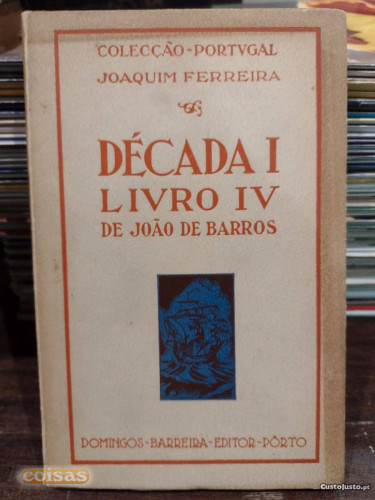 COLECÇÃO-PORTVGAL
JOAQUIM FERREIRA
DÉCADA I
LIVRO IV
DE JOÃO DE BARROS
DOMINGOS-BARREIRA-EDITOR-PÔRTO
coisas
CustoJusto.pt